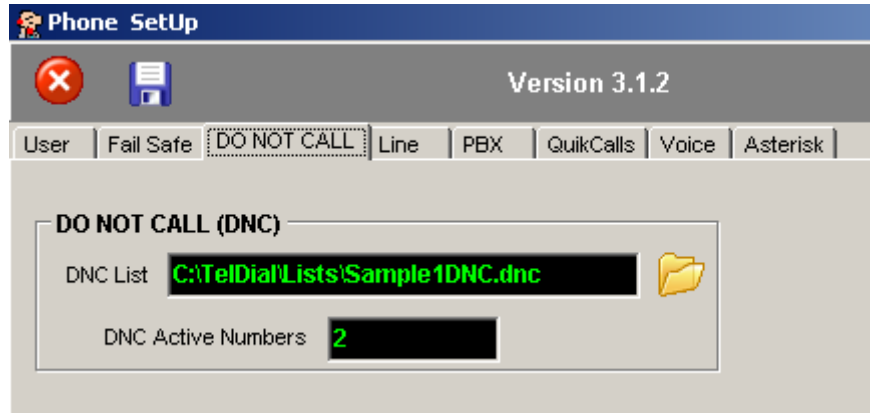 Phone SetUp
Version 3.1.2
User Fail Safe DO NOT CALL Line PBX QuikCalls Voice Asterisk
DO NOT CALL (DNC)
DNC List C:\TelDial\Lists\Sample1DNC.dnc
DNC Active Numbers 2